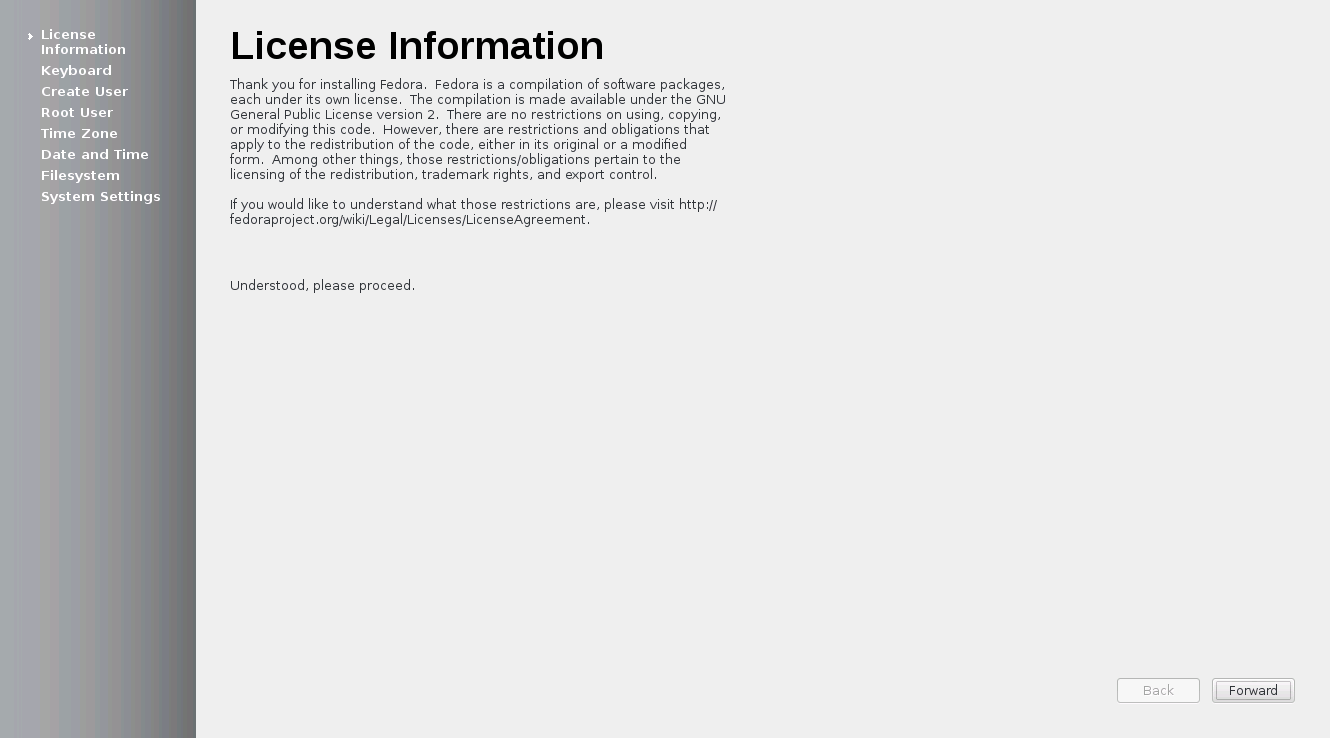 License
Information
Keyboard
Create User
Root User
Time Zone
Date and Time
Filesystem
System Settings
License Information
Thank you for installing Fedora.  Fedora is a compilation of software packages,
each under its own license.  The compilation is made available under the GNU
General Public License version 2.  There are no restrictions on using, copying,
or modifying this code.  However, there are restrictions and obligations that
apply to the redistribution of the code, either in its original or a modified
form.  Among other things, those restrictions/obligations pertain to the
licensing of the redistribution, trademark rights, and export control.
If you would like to understand what those restrictions are, please visit http://
fedoraproject.org/wiki/Legal/Licenses/LicenseAgreement.
Understood, please proceed.
Back
Forward